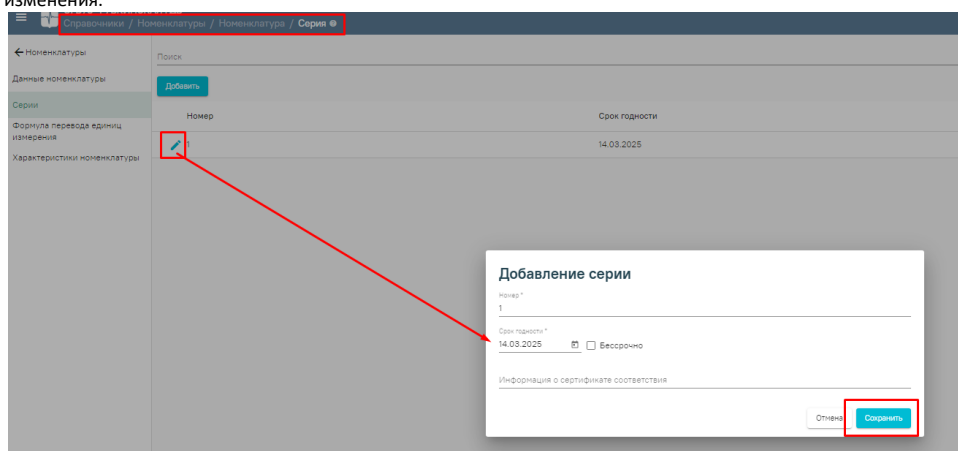 изменения.
Справочники / Номенклатуры / Номенклатура / Серия
Номенклатуры
Данные номенклатуры
Серии
Формула перевода единиц
измерения
Характеристики номенклатуры
Поиск
Добавить
Номер
Срок годности
1
14.03.2025
Добавление серии
Номер *
1
Срок годности *
14.03.2025
Бессрочно
Информация о сертификате соответствия
Отмена
Сохранить